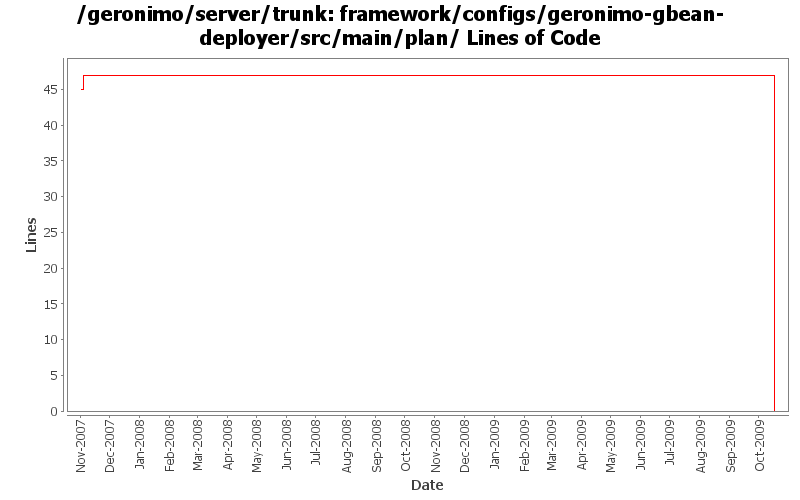 /geronimo/server/trunk: framework/configs/geronimo-gbean-
deployer/src/main/plan/ Lines of Code
Lines
45
40
35
30
25
20
15
10
5
0
Nov-2007
Dec-2007
Jan-2008
Feb-2008
Mar-2008
Apr-2008
May-2008
Jun-2008
Jul-2008
Aug-2008
Sep-2008
Oct-2008
Nov-2008
Dec-2008
Jan-2009
Feb-2009
Mar-2009
Apr-2009
May-2009
Jun-2009
Jul-2009
Aug-2009
Sep-2009
Oct-2009
Date